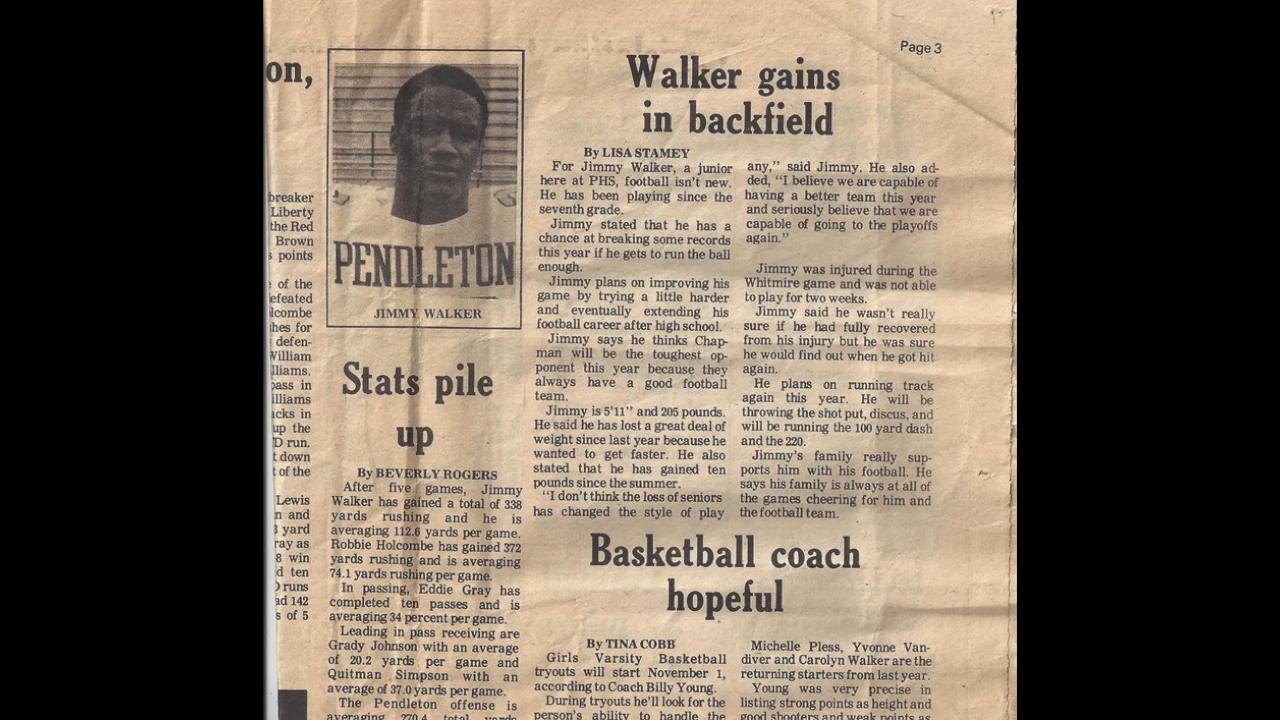 Page 3
on,
breaker
Liberty
the Red
Brown
s points
of the
efeated
lcombe
hes for
defen-
William
lliams.
pass in
illiams
acks in
up the
D run.
t down
t of the
Lewis
n and
yard
ray as
8 win
d ten
runs
ad 142
s of 5
PENDLETON
JIMMY WALKER
Stats pile
up
By BEVERLY ROGERS
After five games, Jimmy
Walker has gained a total of 338
yards rushing and he is
averaging 112.6 yards per game.
Robbie Holcombe has gained 372
yards rushing and is averaging
74.1 yards rushing per game.
In passing, Eddie Gray has
completed ten passes and is
averaging 34 percent per game.
Leading in pass receiving are
Grady Johnson with an average
of 20.2 yards per game and
Quitman Simpson with an
average of 37.0 yards per game.
The Pendleton offense is
averaging 270.4 total yards
Walker gains
in backfield
By LISA STAMEY
For Jimmy Walker, a junior
here at PHS, football isn't new.
He has been playing since the
seventh grade.
Jimmy stated that he has a
chance at breaking some records
this year if he gets to run the ball
enough.
Jimmy plans on improving his
game by trying a little harder
and eventually extending his
football career after high school.
Jimmy says he thinks Chap-
man will be the toughest op-
ponent this year because they
always have a good football
team.
Jimmy is 5'11" and 205 pounds.
He said he has lost a great deal of
weight since last year because he
wanted to get faster. He also
stated that he has gained ten
pounds since the summer.
"I don't think the loss of seniors
has changed the style of play
any," said Jimmy. He also ad-
ded, "I believe we are capable of
having a better team this year
and seriously believe that we are
capable of going to the playoffs
again."
Jimmy was injured during the
Whitmire game and was not able
to play for two weeks.
Jimmy said he wasn't really
sure if he had fully recovered
from his injury but he was sure
he would find out when he got hit
again.
He plans on running track
again this year. He will be
throwing the shot put, discus, and
will be running the 100 yard dash
and the 220.
Jimmy's family really sup-
ports him with his football. He
says his family is always at all of
the games cheering for him and
the football team.
Basketball coach
hopeful
By TINA COBB
Girls Varsity Basketball
tryouts will start November 1,
according to Coach Billy Young.
During tryouts he'll look for the
person's ability to handle the
Michelle Pless, Yvonne Van-
diver and Carolyn Walker are the
returning starters from last year.
Young was very precise in
listing strong points as height and
good shooters and weak points as